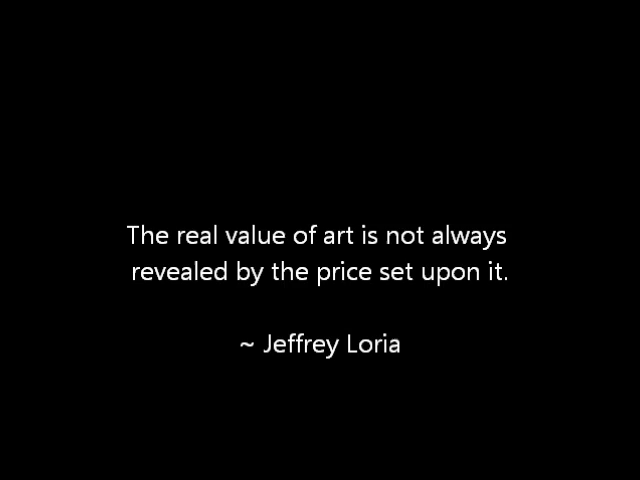 The real value of art is not always
revealed by the price set upon it.
~ Jeffrey Loria